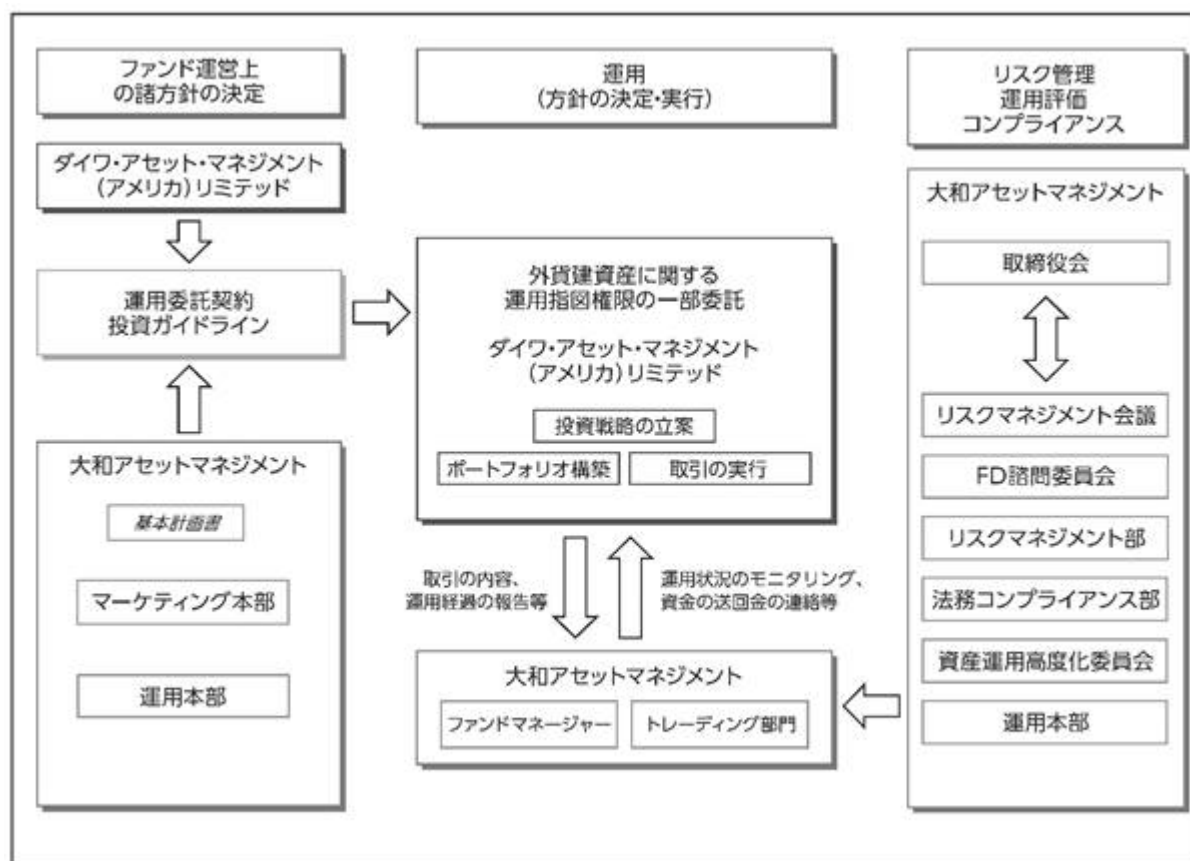 ファンド運営上
の諸方針の決定
ダイワ・アセット・マネジメント
(アメリカ)リミテッド
運用委託契約
投資ガイドライン
大和アセットマネジメント
基本計画書
マーケティング本部
運用本部
運用
(方針の決定・実行)
外貨建資産に関する
運用指図権限の一部委託
ダイワ・アセット・マネジメント
(アメリカ)リミテッド
投資戦略の立案
ポートフォリオ構築
取引の実行
取引の内容、
運用経過の報告等
運用状況のモニタリング、
資金の送回金の連絡等
大和アセットマネジメント
ファンドマネージャー
トレーディング部門
リスク管理
運用評価
コンプライアンス
大和アセットマネジメント
取締役会
リスクマネジメント会議
FD諮問委員会
リスクマネジメント部
法務コンプライアンス部
資産運用高度化委員会
運用本部